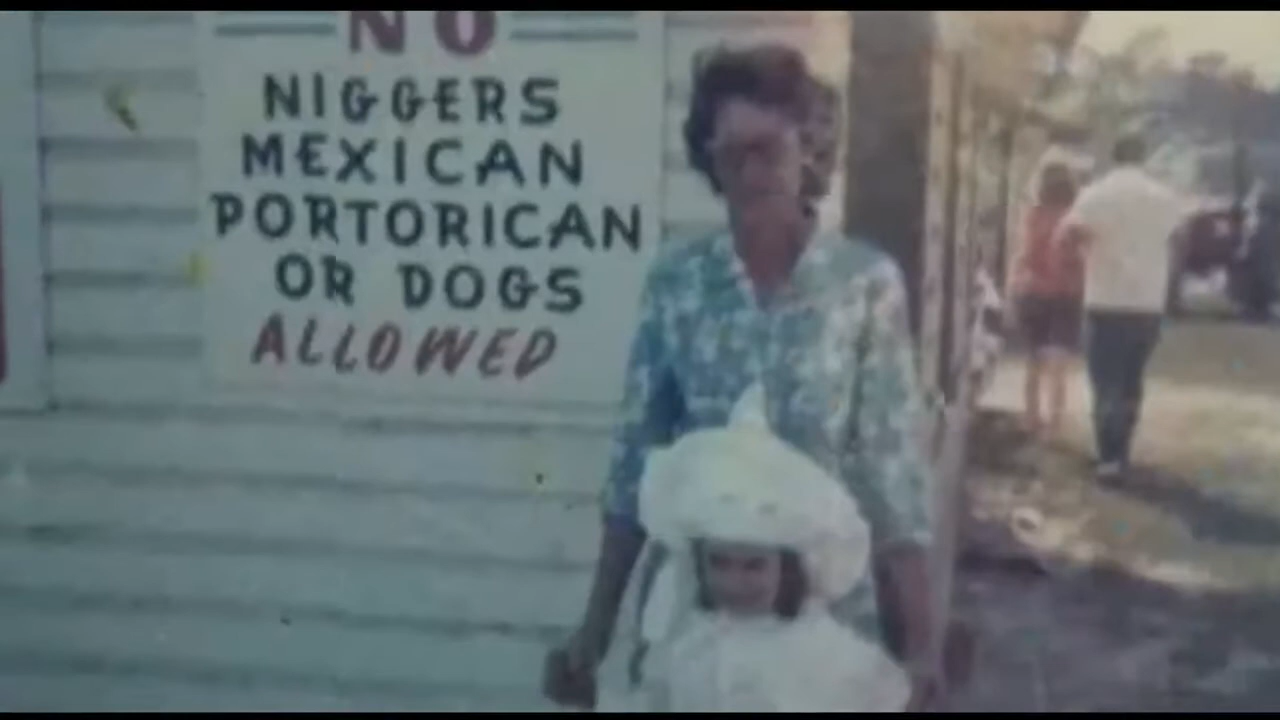 NO
NIGGERS
MEXICAN
PORTORICAN
OR DOGS
ALLOWED